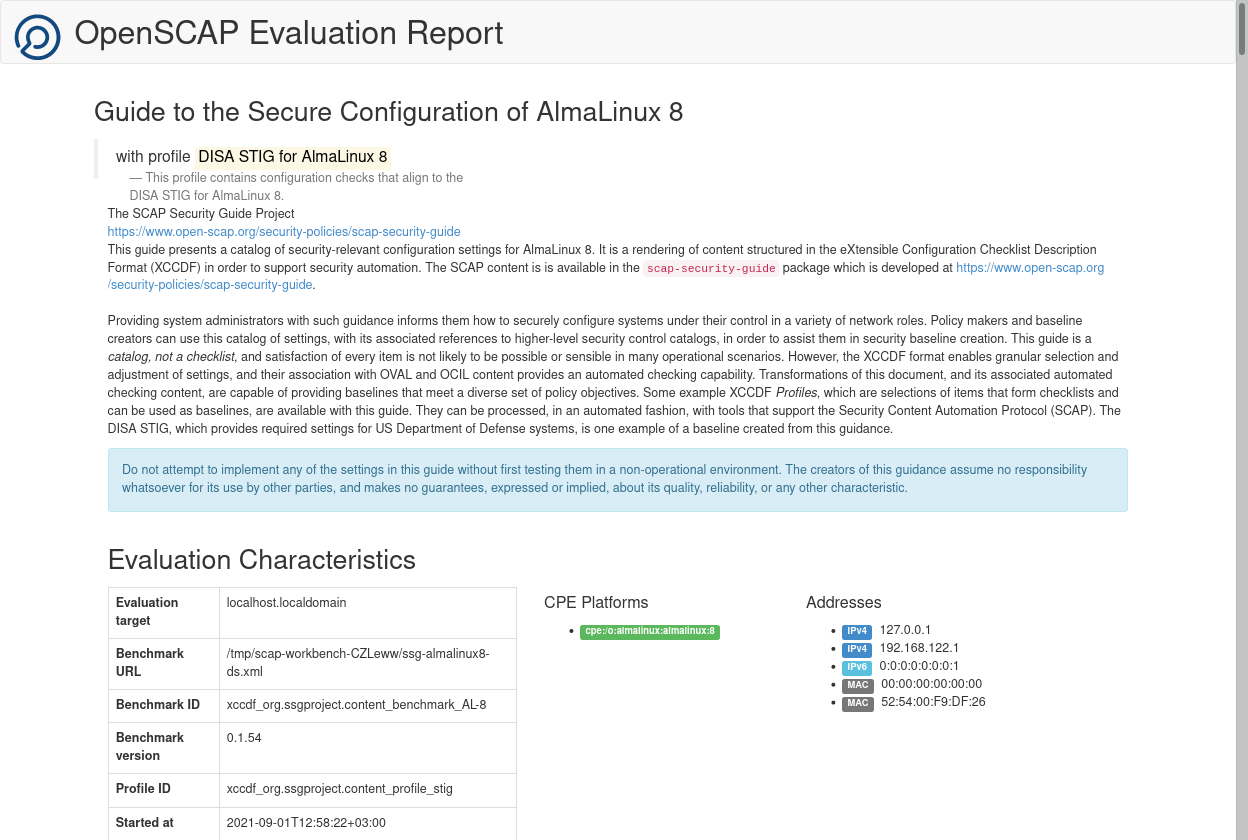 OpenSCAP Evaluation Report
Guide to the Secure Configuration of AlmaLinux 8
with profile DISA STIG for AlmaLinux 8
— This profile contains configuration checks that align to the
DISA STIG for AlmaLinux 8.
The SCAP Security Guide Project
https://www.open-scap.org/security-policies/scap-security-guide
This guide presents a catalog of security-relevant configuration settings for AlmaLinux 8. It is a rendering of content structured in the eXtensible Configuration Checklist Description
Format (XCCDF) in order to support security automation. The SCAP content is is available in the scap-security-guide package which is developed at https://www.open-scap.org
/security-policies/scap-security-guide.
Providing system administrators with such guidance informs them how to securely configure systems under their control in a variety of network roles. Policy makers and baseline
creators can use this catalog of settings, with its associated references to higher-level security control catalogs, in order to assist them in security baseline creation. This guide is a
catalog, not a checklist, and satisfaction of every item is not likely to be possible or sensible in many operational scenarios. However, the XCCDF format enables granular selection and
adjustment of settings, and their association with OVAL and OCIL content provides an automated checking capability. Transformations of this document, and its associated automated
checking content, are capable of providing baselines that meet a diverse set of policy objectives. Some example XCCDF Profiles, which are selections of items that form checklists and
can be used as baselines, are available with this guide. They can be processed, in an automated fashion, with tools that support the Security Content Automation Protocol (SCAP). The
DISA STIG, which provides required settings for US Department of Defense systems, is one example of a baseline created from this guidance.
Do not attempt to implement any of the settings in this guide without first testing them in a non-operational environment. The creators of this guidance assume no responsibility
whatsoever for its use by other parties, and makes no guarantees, expressed or implied, about its quality, reliability, or any other characteristic.
Evaluation Characteristics
Evaluation
target
localhost.localdomain
Benchmark
URL
/tmp/scap-workbench-CZLeww/ssg-almalinux8-
ds.xml
Benchmark ID
xccdf_org.ssgproject.content_benchmark_AL-8
Benchmark
version
0.1.54
Profile ID
xccdf_org.ssgproject.content_profile_stig
Started at
2021-09-01T12:58:22+03:00
CPE Platforms
• cpe:/o:almalinux:almalinux:8
Addresses
• IPv4 127.0.0.1
• IPv4 192.168.122.1
• IPv6 0:0:0:0:0:0:0:1
• MAC 00:00:00:00:00:00
• MAC 52:54:00:F9:DF:26